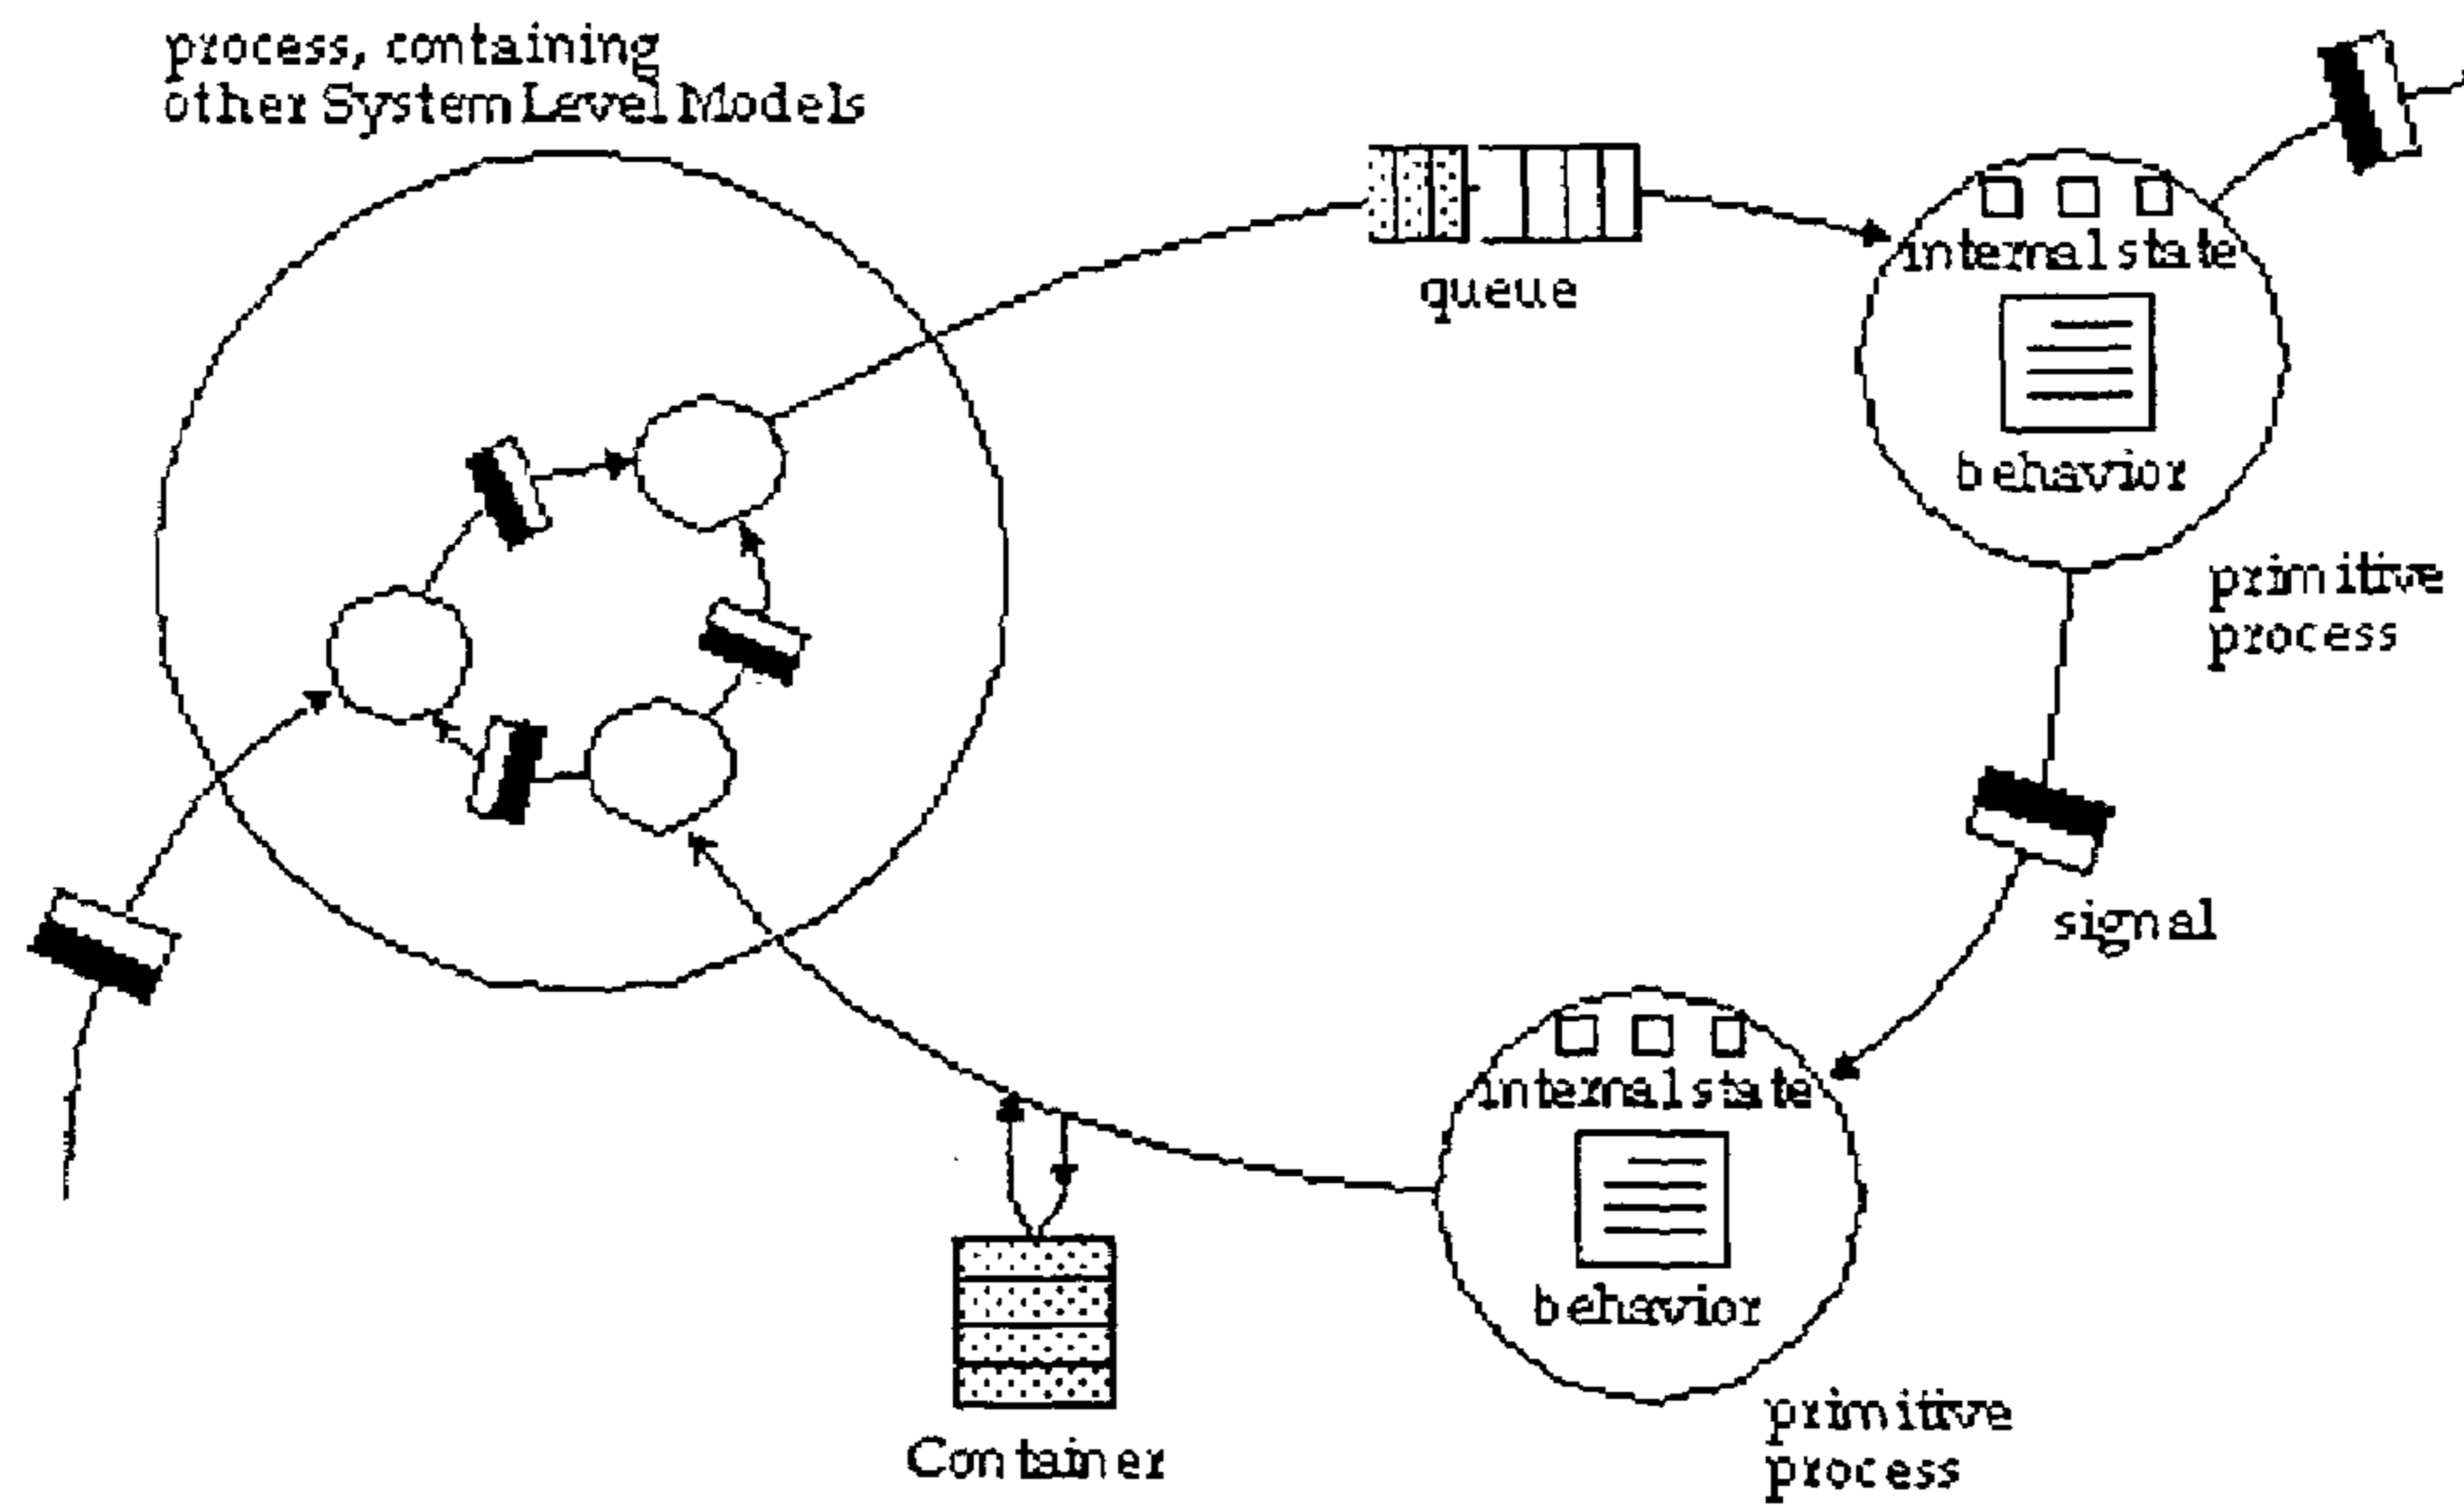 process, containing
other System Level Models
queue
internal state
behavior
primitive
process
signal
internal state
behavior
primitive
process
Container